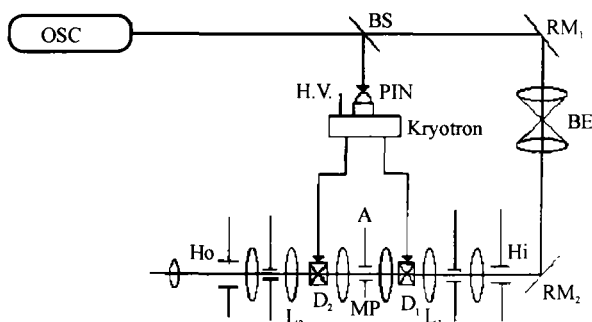 OSC
BS
RM₁
H.V.
PIN
Kryotron
BE
Ho
A
Hi
D₂
MP
D₁
RM₂